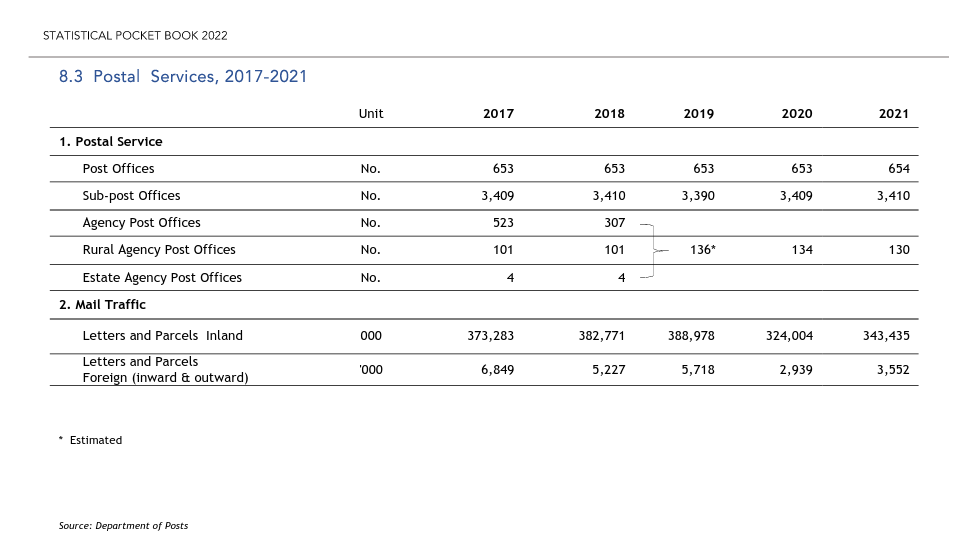 STATISTICAL POCKET BOOK 2022
8.3 Postal Services, 2017-2021
Unit 2017 2018 2019 2020 2021
1. Postal Service
Post Offices No. 653 653 653 653 654
Sub-post Offices No. 3,409 3,410 3,390 3,409 3,410
Agency Post Offices No. 523 307
Rural Agency Post Offices No. 101 101 136* 134 130
Estate Agency Post Offices No. 4 4
2. Mail Traffic
Letters and Parcels Inland 000 373,283 382,771 388,978 324,004 343,435
Letters and Parcels
Foreign (inward & outward) '000 6,849 5,227 5,718 2,939 3,552
* Estimated
Source: Department of Posts